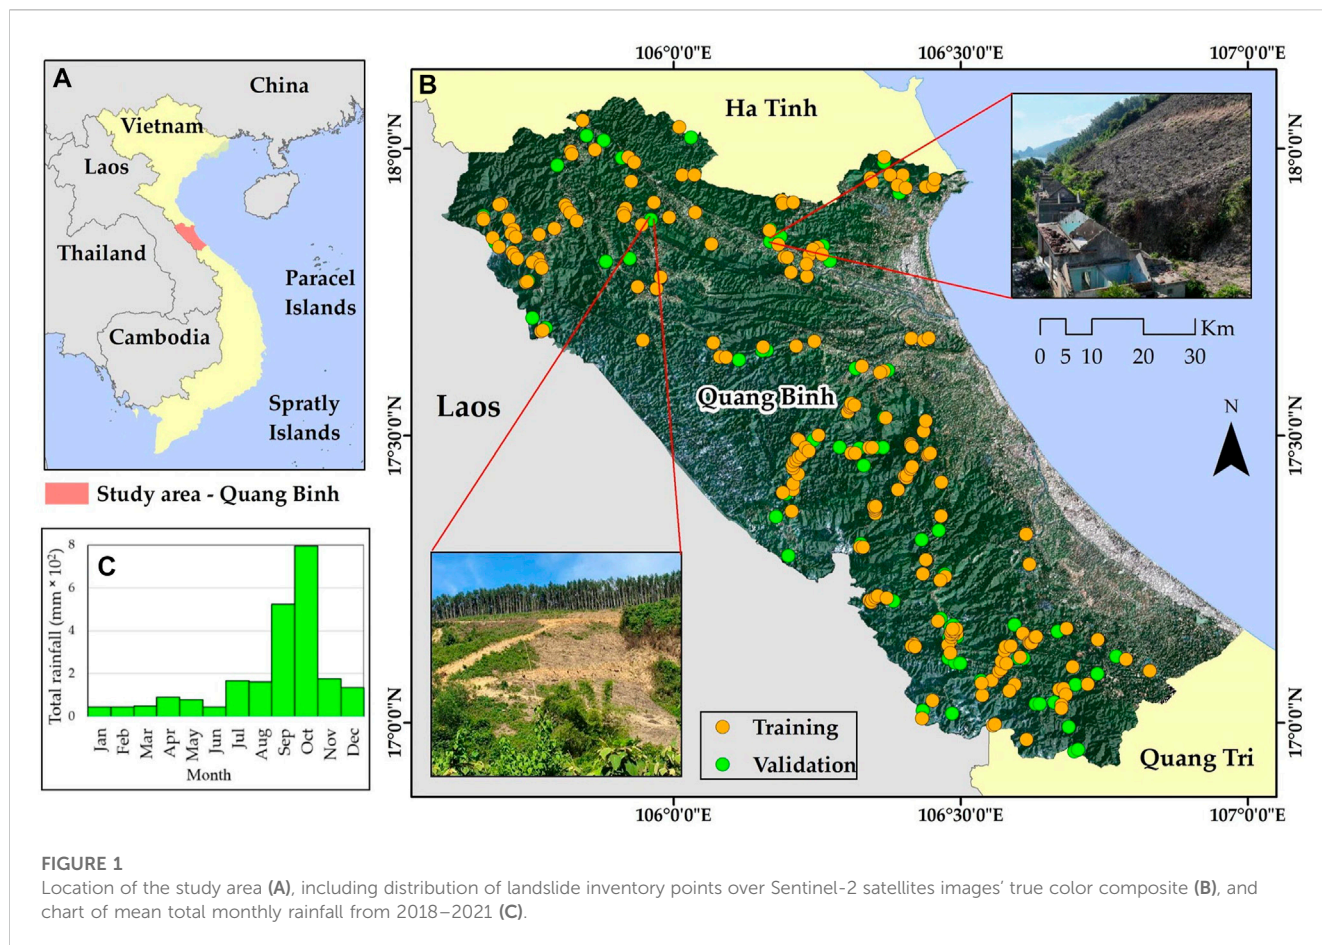 A
China
Vietnam
Laos
Thailand
Paracel
Islands
Cambodia
Spratly
Islands
Study area - Quang Binh
C
Total rainfall (mm * 10²)
8
6
4
2
0
Jan Feb Mar Apr May Jun Jul Aug Sep Oct Nov Dec
Month
B
106°0'0"E 106°30'0"E 107°0'0"E
18°0'0"N
17°30'0"N
17°0'0"N
Ha Tinh
Laos
Quang Binh
Quang Tri
Km
0 5 10 20 30
N
Training
Validation
18°0'0"N
17°30'0"N
17°0'0"N
106°0'0"E 106°30'0"E 107°0'0"E
FIGURE 1
Location of the study area (A), including distribution of landslide inventory points over Sentinel-2 satellites images' true color composite (B), and
chart of mean total monthly rainfall from 2018–2021 (C).